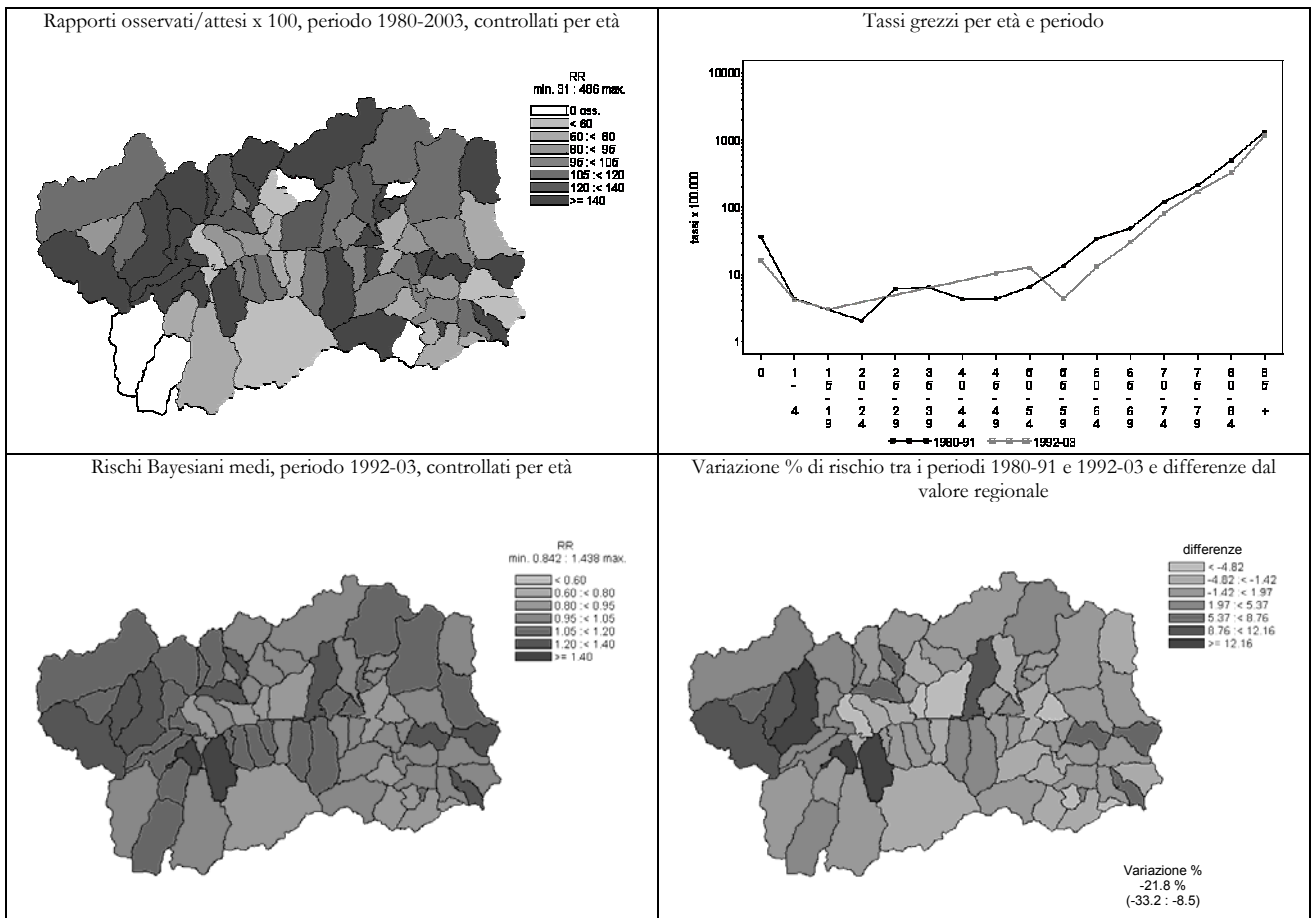 Rapporti osservati/attesi x 100, periodo 1980-2003, controllati per età
RR
min. 31 : 486 max.
0 oss.
< 60
60 :< 80
80 :< 95
95 :< 105
105 :< 120
120 :< 140
>= 140
Tassi grezzi per età e periodo
tassi x 100.000
10000
1000
100
10
1
0
1-4
15-19
20-24
25-29
35-39
40-44
45-49
50-54
55-59
60-64
65-69
70-74
75-79
80-84
85+
1980-91
1992-03
Rischi Bayesiani medi, periodo 1992-03, controllati per età
RR
min. 0.842 : 1.438 max.
< 0.60
0.60 :< 0.80
0.80 :< 0.95
0.95 :< 1.05
1.05 :< 1.20
1.20 :< 1.40
>= 1.40
Variazione % di rischio tra i periodi 1980-91 e 1992-03 e differenze dal
valore regionale
differenze
< -4.82
-4.82 :< -1.42
-1.42 :< 1.97
1.97 :< 5.37
5.37 :< 8.76
8.76 :< 12.16
>= 12.16
Variazione %
-21.8 %
(-33.2 : -8.5)